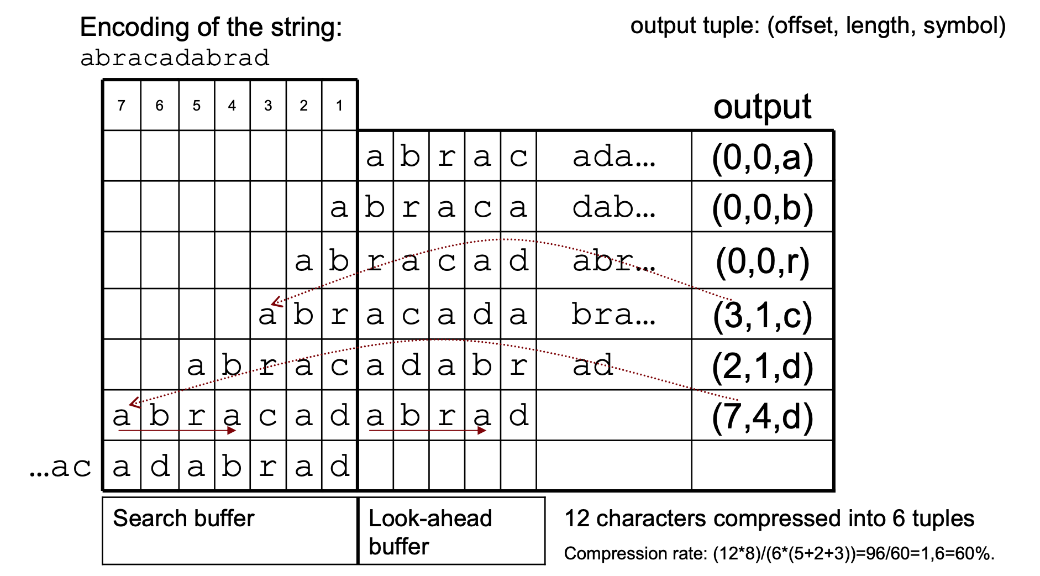 Encoding of the string:
output tuple: (offset, length, symbol)
abracadabrad
7 6 5 4 3 2 1
output
a b r a c ada... (0,0,a)
a b r a c a dab... (0,0,b)
a b r a c a d abr... (0,0,r)
a b r a c a d a bra... (3,1,c)
a b r a c a d a b r ad (2,1,d)
a b r a c a d a b r a d (7,4,d)
...ac a d a b r a d
Search buffer
Look-ahead
buffer
12 characters compressed into 6 tuples
Compression rate: (12*8)/(6*(5+2+3))=96/60=1,6=60%.